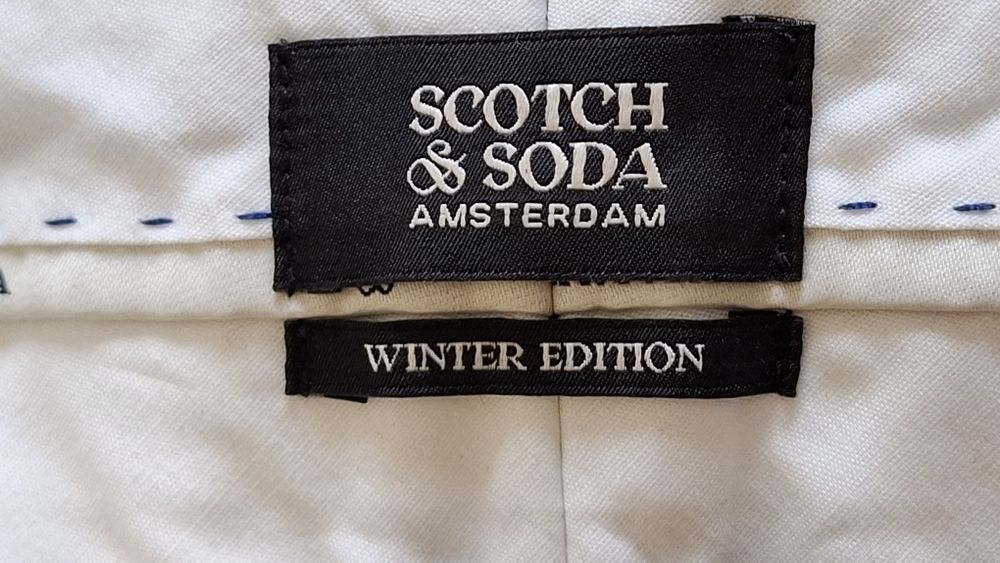 SCOTCH
& SODA
AMSTERDAM
WINTER EDITION